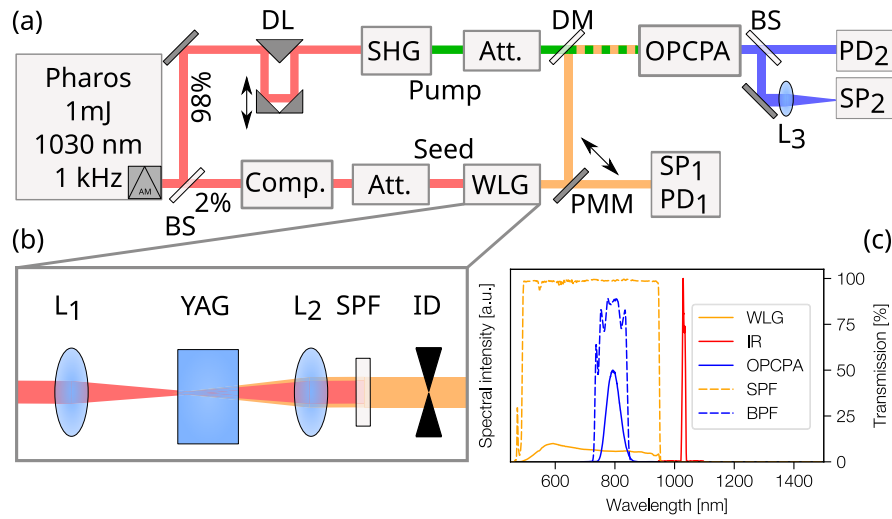 (a)
Pharos
1mJ
1030 nm
1 kHz
AM
98%
BS
2%
DL
SHG
Pump
Att.
DM
OPCPA
BS
PD2
SP2
L3
Comp.
Att.
Seed
WLG
PMM
SP1
PD1
(b)
L1
YAG
L2
SPF
ID
(c)
Spectral intensity [a.u.]
WLG
IR
OPCPA
SPF
BPF
100
75
50
25
0
Transmission [%]
600
800
1000
1200
1400
Wavelength [nm]